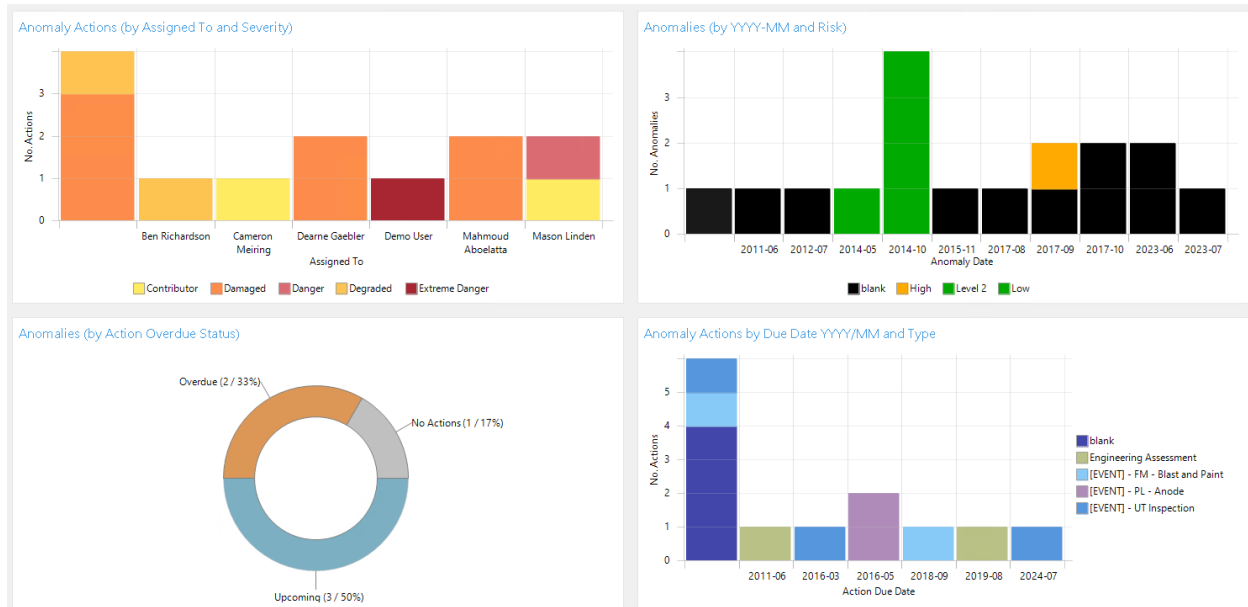 Anomaly Actions (by Assigned To and Severity)
No. Actions
3
2
1
0
Ben Richardson
Cameron
Meiring
Dearne Gaebler
Demo User
Mahmoud
Aboelatta
Mason Linden
Assigned To
Contributor
Damaged
Danger
Degraded
Extreme Danger
Anomalies (by YYYY-MM and Risk)
No. Anomalies
3
2
1
0
2011-06
2012-07
2014-05
2014-10
2015-11
2017-08
2017-09
2017-10
2023-06
2023-07
Anomaly Date
blank
High
Level 2
Low
Anomalies (by Action Overdue Status)
Overdue (2 / 33%)
No Actions (1 / 17%)
Upcoming (3 / 50%)
Anomaly Actions by Due Date YYYY/MM and Type
No. Actions
5
4
3
2
1
0
2011-06
2016-03
2016-05
2018-09
2019-08
2024-07
Action Due Date
blank
Engineering Assessment
[EVENT] - FM - Blast and Paint
[EVENT] - PL - Anode
[EVENT] - UT Inspection